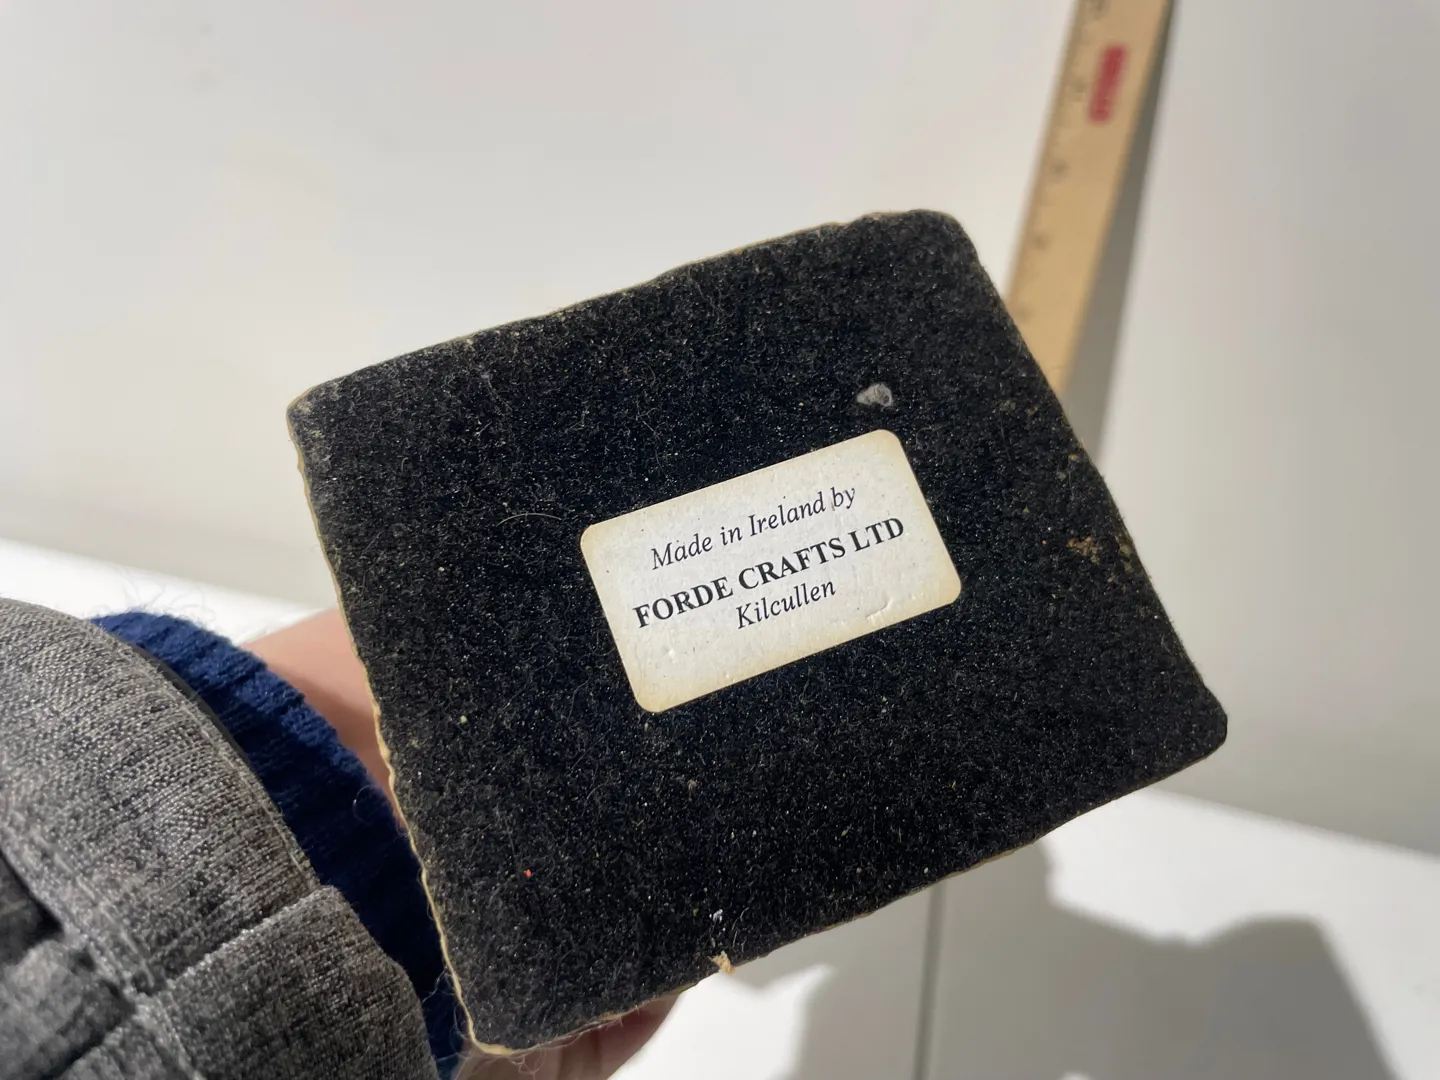 Made in Ireland by
FORDE CRAFTS LTD
Kilcullen